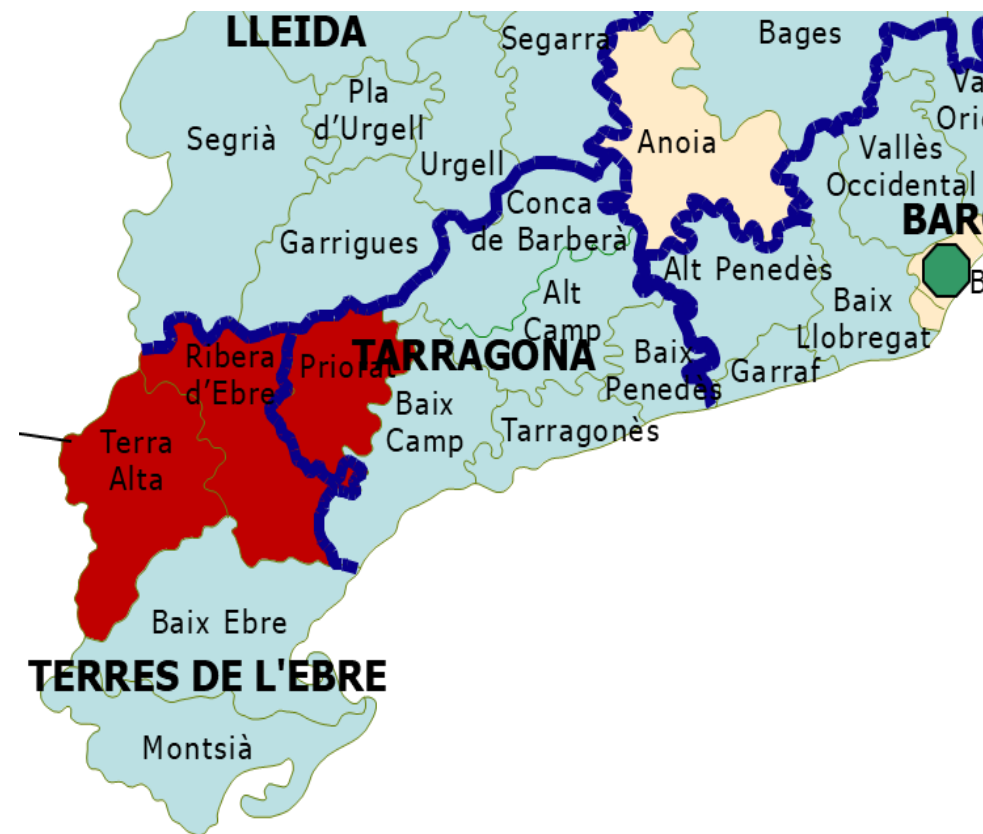 LLEIDA
Segarra
Bages
Pla
d'Urgell
Segrià
Anoia
Urgell
Vallès
Occidental
Conca
de Barberà
Garrigues
Alt Penedès
Alt
Camp
Baix
Llobregat
Ribera
d'Ebre
Priorat
TARRAGONA
Baix
Penedès
Garraf
Baix
Camp
Tarragonès
Terra
Alta
Baix Ebre
TERRES DE L'EBRE
Montsià